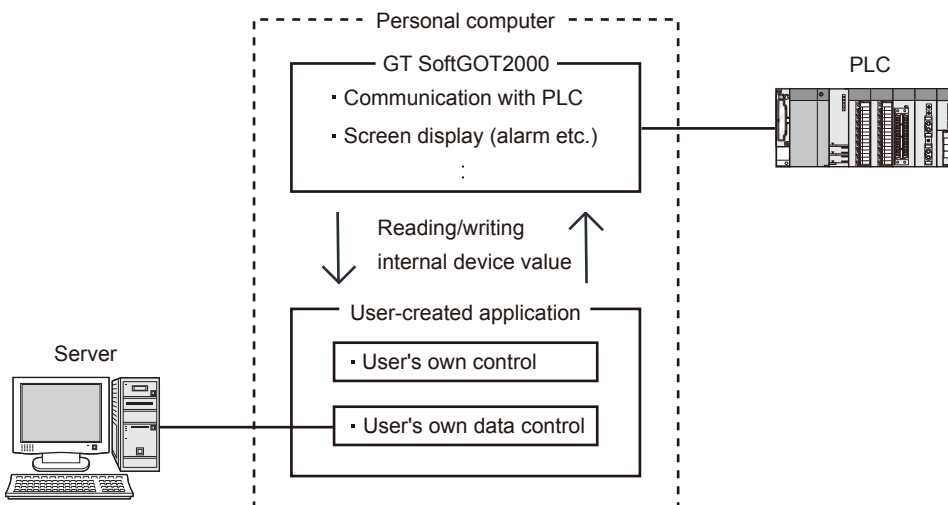 Personal computer
GT SoftGOT2000
· Communication with PLC
· Screen display (alarm etc.)
:
PLC
Reading/writing
internal device value
User-created application
· User's own control
· User's own data control
Server